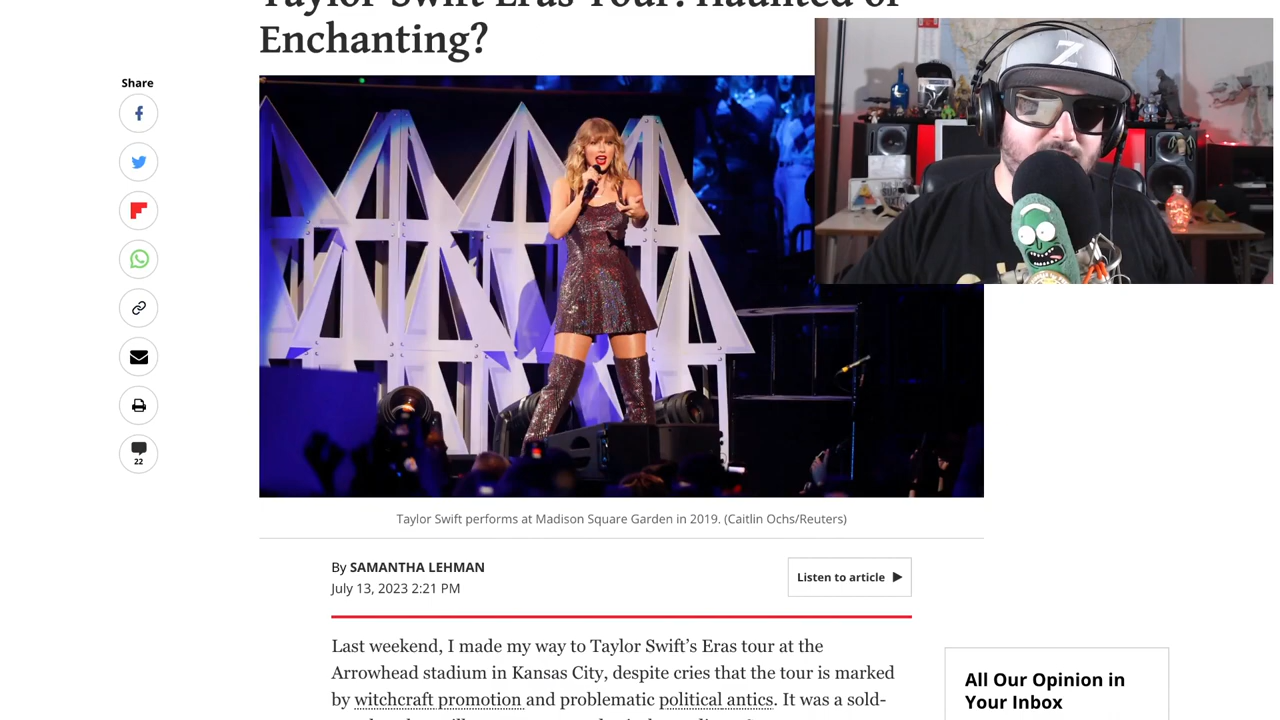 Taylor Swift Eras Tour: Haunted or
Enchanting?
Share
22
Taylor Swift performs at Madison Square Garden in 2019. (Caitlin Ochs/Reuters)
By SAMANTHA LEHMAN
July 13, 2023 2:21 PM
Listen to article
Last weekend, I made my way to Taylor Swift’s Eras tour at the
Arrowhead stadium in Kansas City, despite cries that the tour is marked
by witchcraft promotion and problematic political antics. It was a sold-
All Our Opinion in
Your Inbox